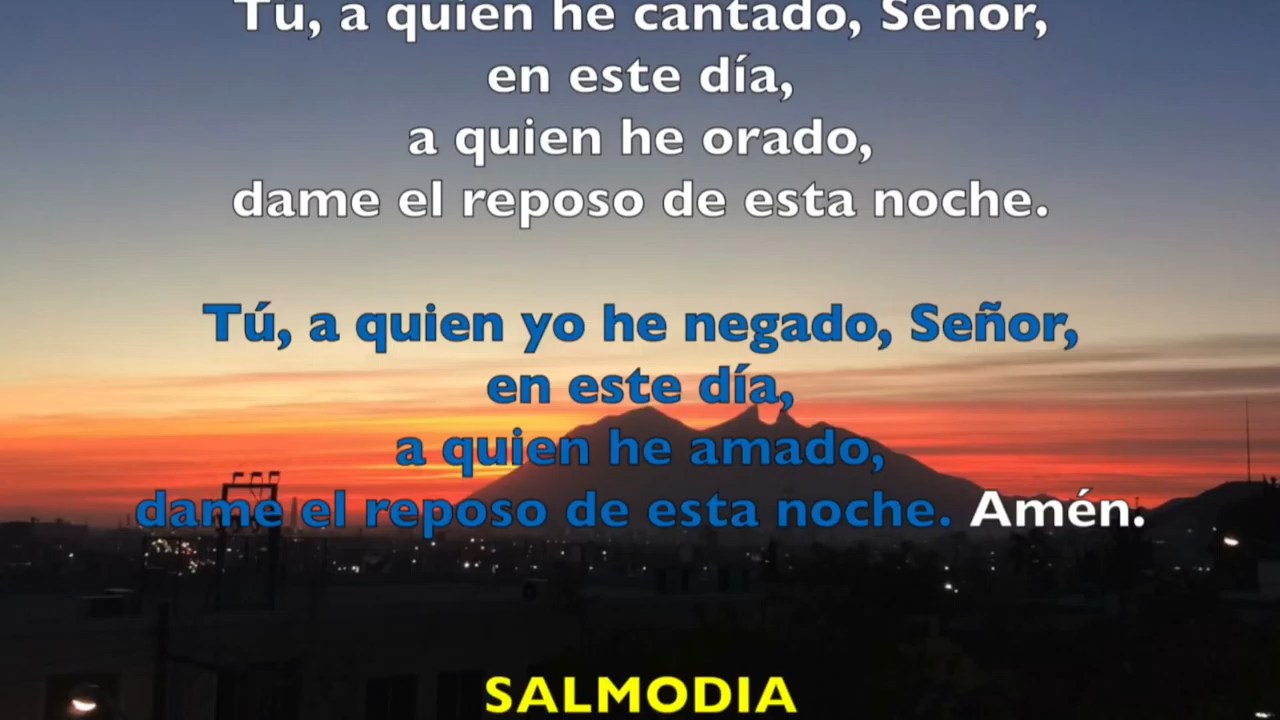 Tú, a quien he cantado, Señor,
en este día,
a quien he orado,
dame el reposo de esta noche.
Tú, a quien yo he negado, Señor,
en este día,
a quien he amado,
dame el reposo de esta noche. Amén.
SALMODIA